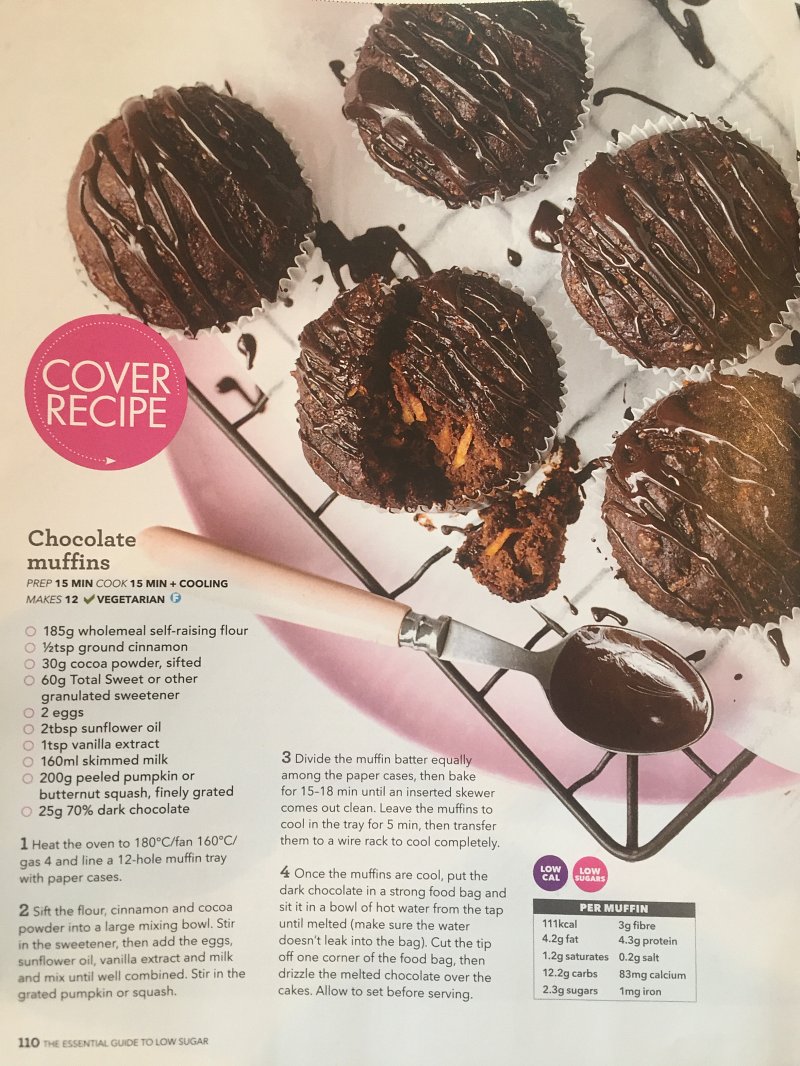 COVER
RECIPE
Chocolate
muffins
PREP 15 MIN COOK 15 MIN + COOLING
MAKES 12 ✔VEGETARIAN F
185g wholemeal self-raising flour
½tsp ground cinnamon
30g cocoa powder, sifted
60g Total Sweet or other
granulated sweetener
2 eggs
2tbsp sunflower oil
1tsp vanilla extract
160ml skimmed milk
200g peeled pumpkin or
butternut squash, finely grated
25g 70% dark chocolate
1 Heat the oven to 180°C/fan 160°C/
gas 4 and line a 12-hole muffin tray
with paper cases.
2 Sift the flour, cinnamon and cocoa
powder into a large mixing bowl. Stir
in the sweetener, then add the eggs,
sunflower oil, vanilla extract and milk
and mix until well combined. Stir in the
grated pumpkin or squash.
3 Divide the muffin batter equally
among the paper cases, then bake
for 15-18 min until an inserted skewer
comes out clean. Leave the muffins to
cool in the tray for 5 min, then transfer
them to a wire rack to cool completely.
4 Once the muffins are cool, put the
dark chocolate in a strong food bag and
sit it in a bowl of hot water from the tap
until melted (make sure the water
doesn't leak into the bag). Cut the tip
off one corner of the food bag, then
drizzle the melted chocolate over the
cakes. Allow to set before serving.
LOW
CAL
LOW
SUGARS
PER MUFFIN
111kcal 3g fibre
4.2g fat 4.3g protein
1.2g saturates 0.2g salt
12.2g carbs 83mg calcium
2.3g sugars 1mg iron
110 THE ESSENTIAL GUIDE TO LOW SUGAR